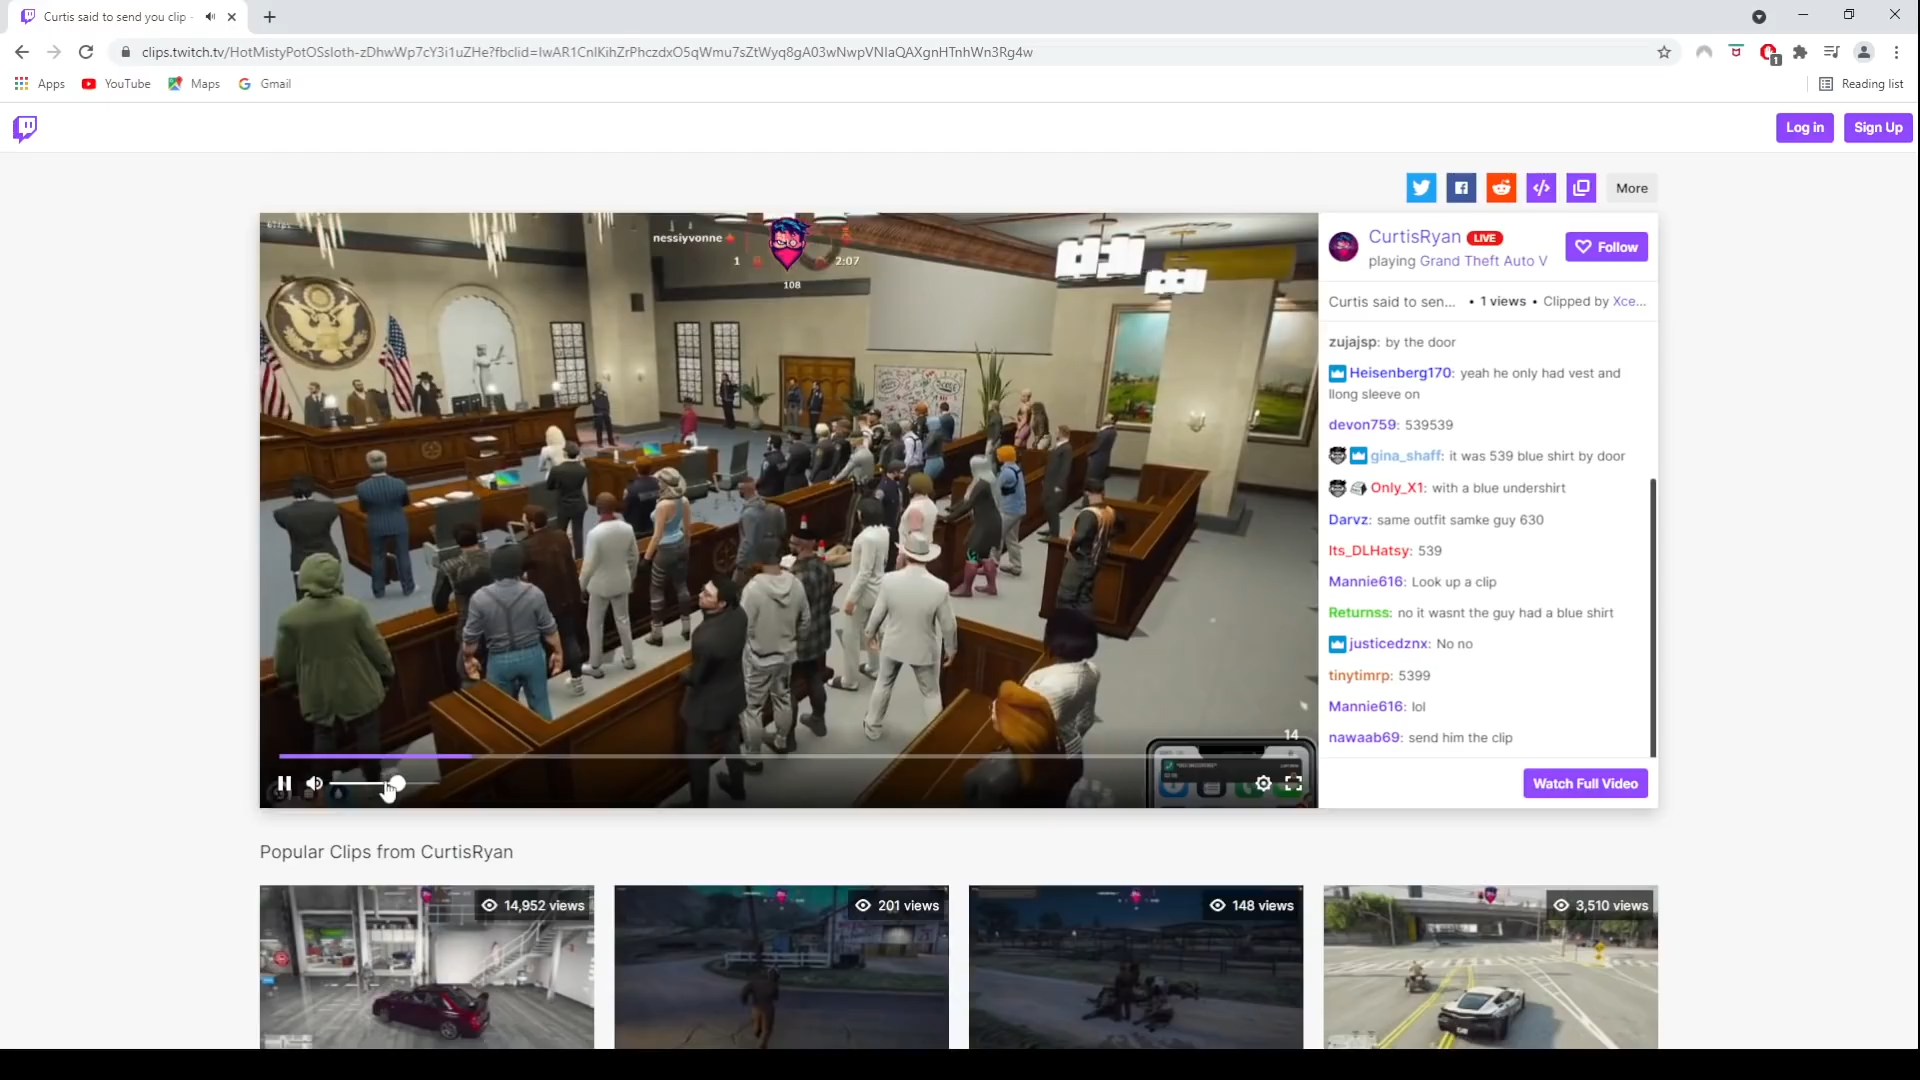 Curtis said to send you clip -
clips.twitch.tv/HotMistyPotOSsloth-zDhwWp7cY3i1uZHe?fbclid=IwAR1CnlKihZrPhczdxO5qWmu7sZtWyq8gA03wNwpVNIaQAXgnHTnhWn3Rg4w
1
Apps YouTube Maps Gmail Reading list
Log in Sign Up
More
nessiyvonne
1 2:07
108
14
CurtisRyan LIVE
playing Grand Theft Auto V
Follow
Curtis said to sen... • 1 views • Clipped by Xce...
zujajsp: by the door
Heisenberg170: yeah he only had vest and
llong sleeve on
devon759: 539539
gina_shaff: it was 539 blue shirt by door
Only_X1: with a blue undershirt
Darvz: same outfit samke guy 630
Its_DLHatsy: 539
Mannie616: Look up a clip
Returnss: no it wasnt the guy had a blue shirt
justicedznx: No no
tinytimrp: 5399
Mannie616: lol
nawaab69: send him the clip
Watch Full Video
Popular Clips from CurtisRyan
14,952 views
201 views
148 views
3,510 views